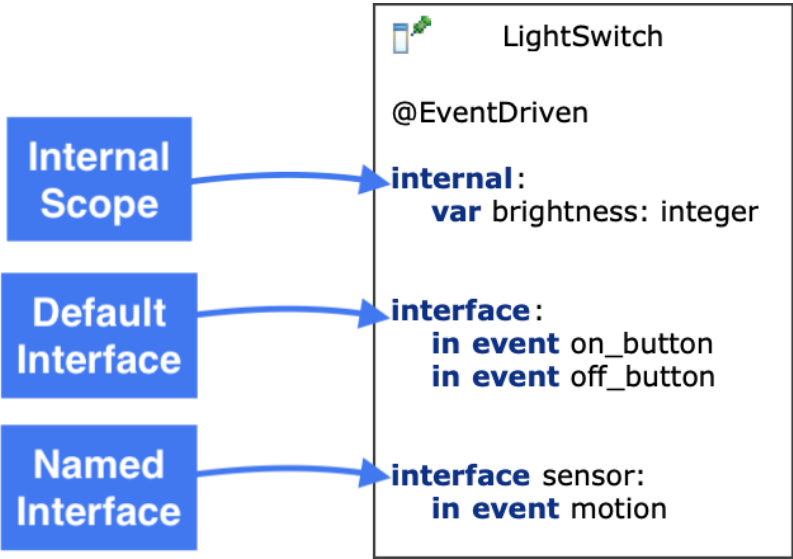 LightSwitch
@EventDriven
Internal
Scope
internal:
var brightness: integer
Default
Interface
interface:
in event on_button
in event off_button
Named
Interface
interface sensor:
in event motion